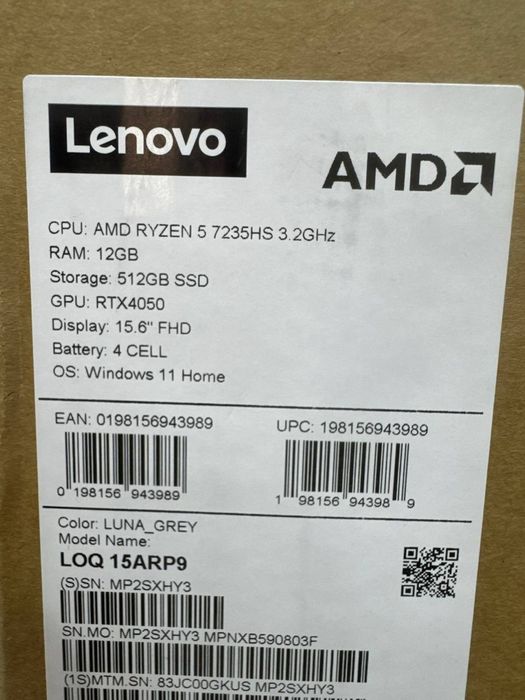 Lenovo
AMD
CPU: AMD RYZEN 5 7235HS 3.2GHz
RAM: 12GB
Storage: 512GB SSD
GPU: RTX4050
Display: 15.6" FHD
Battery: 4 CELL
OS: Windows 11 Home
EAN: 0198156943989
UPC: 198156943989
0 198156 943989
1 98156 94398 9
Color: LUNA_GREY
Model Name:
LOQ 15ARP9
(S)SN: MP2SXHY3
SN.MO: MP2SXHY3 MPNXB590803F
(1S)MTM.SN: 83JC00GKUS MP2SXHY3